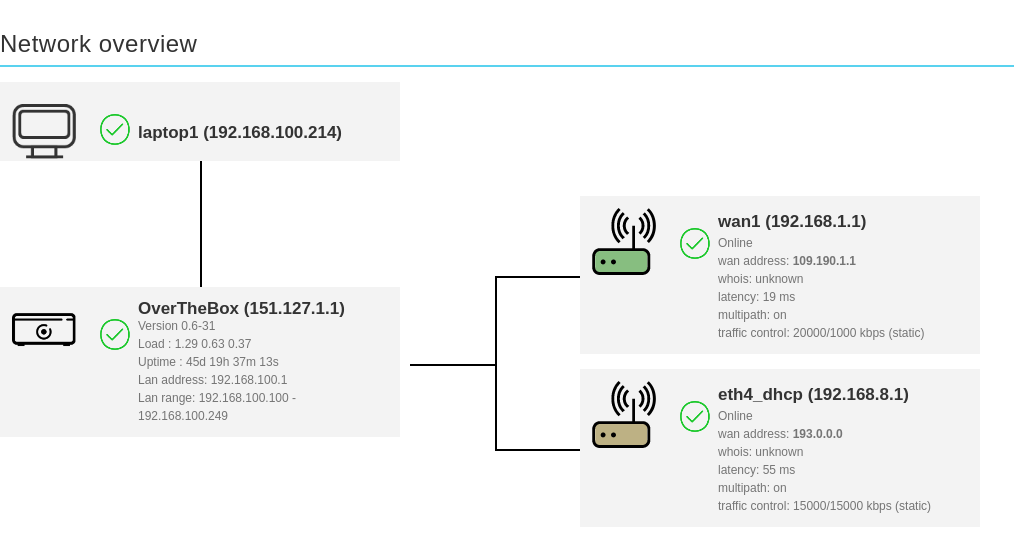 Network overview
laptop1 (192.168.100.214)
OverTheBox (151.127.1.1)
Version 0.6-31
Load : 1.29 0.63 0.37
Uptime : 45d 19h 37m 13s
Lan address: 192.168.100.1
Lan range: 192.168.100.100 -
192.168.100.249
wan1 (192.168.1.1)
Online
wan address: 109.190.1.1
whois: unknown
latency: 19 ms
multipath: on
traffic control: 20000/1000 kbps (static)
eth4_dhcp (192.168.8.1)
Online
wan address: 193.0.0.0
whois: unknown
latency: 55 ms
multipath: on
traffic control: 15000/15000 kbps (static)